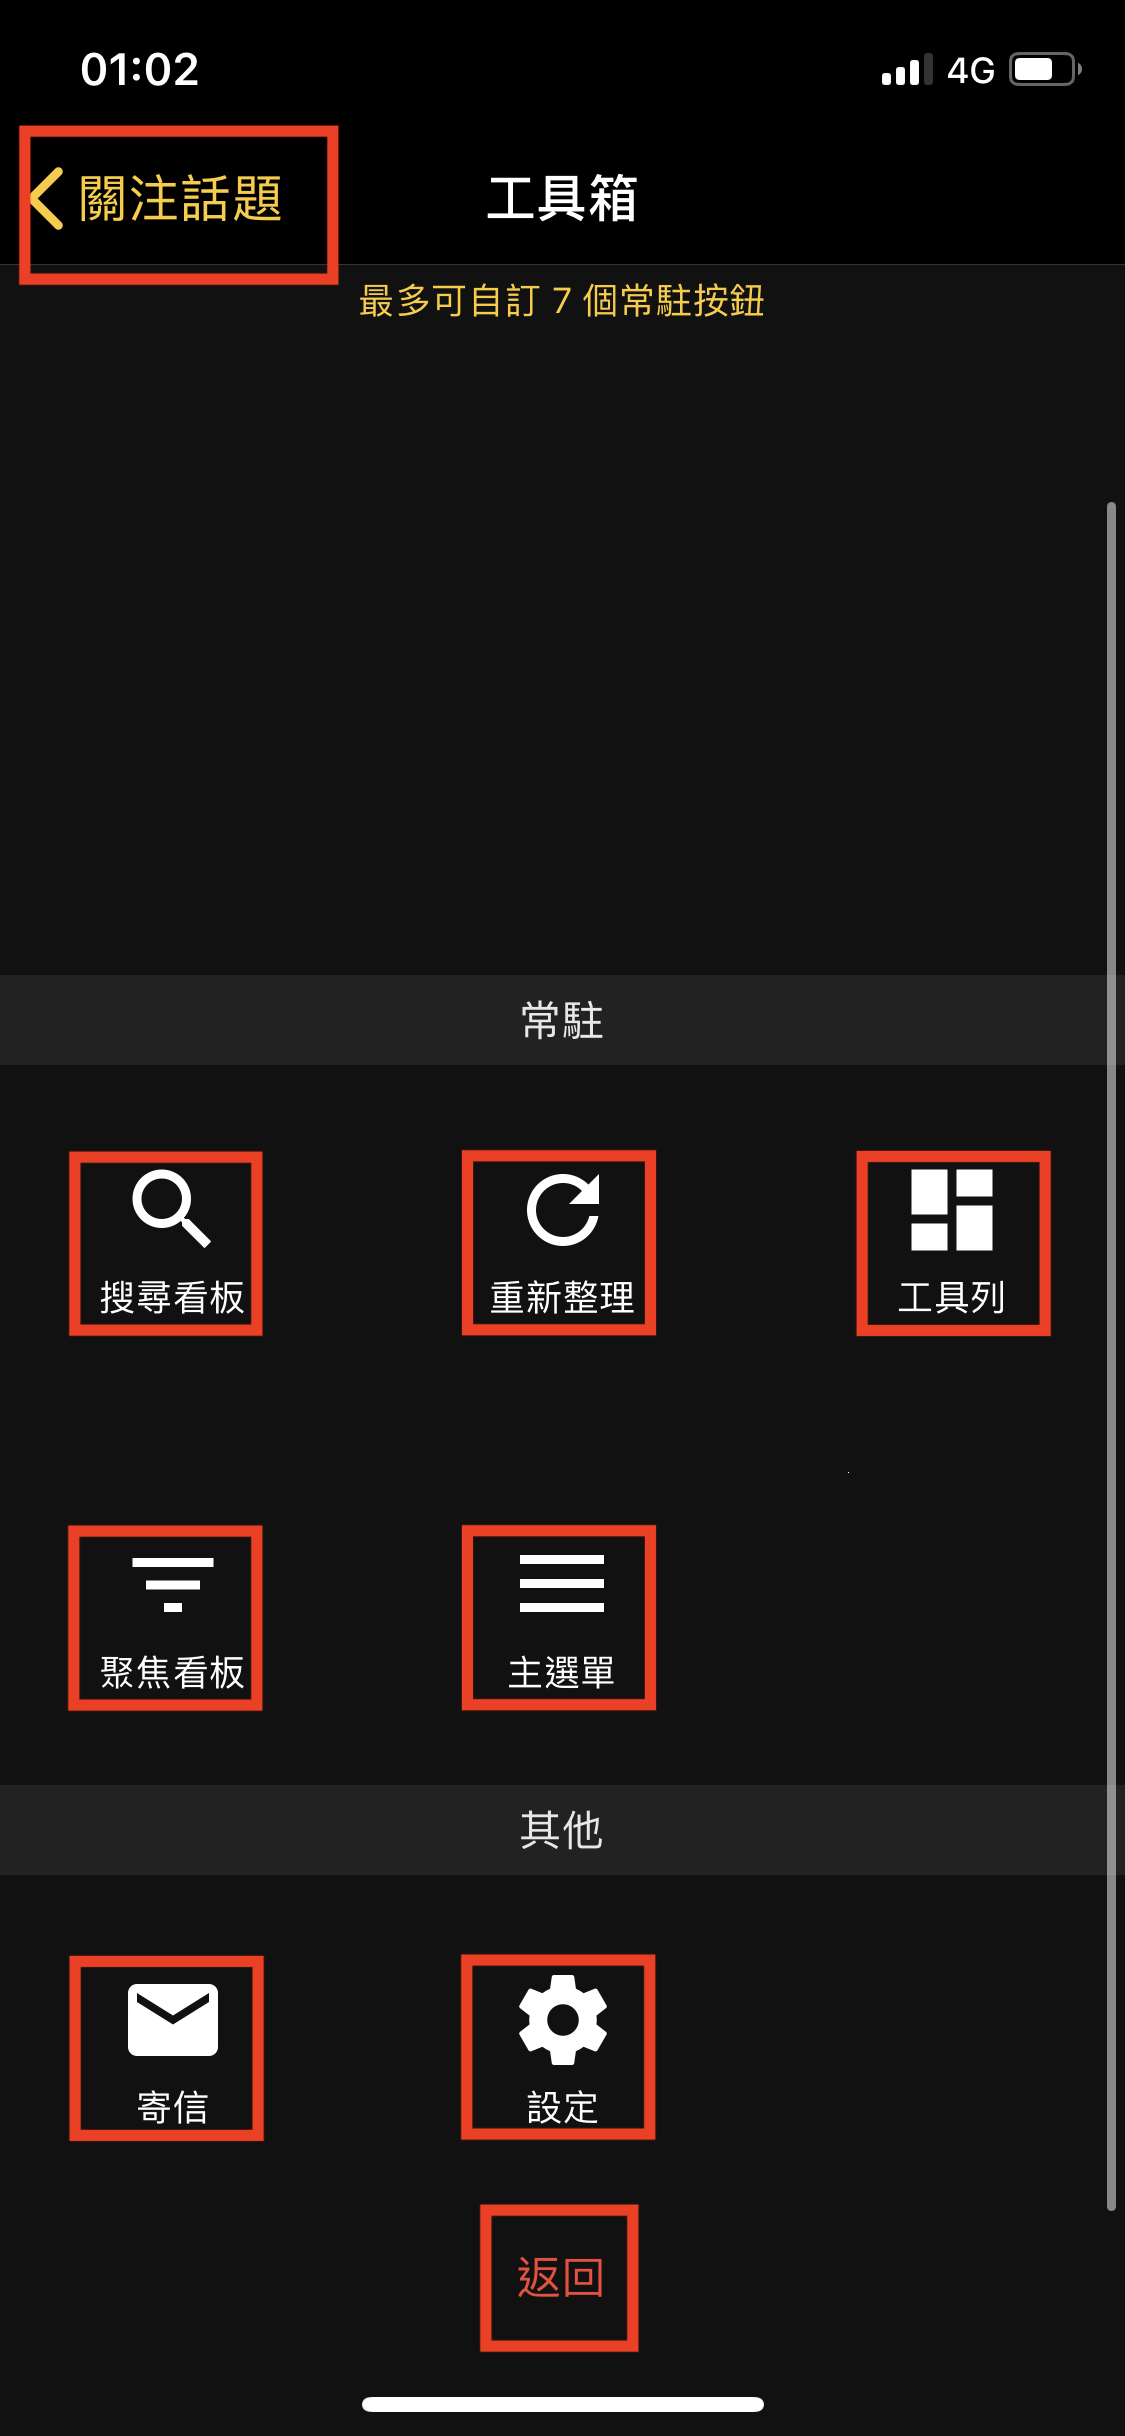 01:02 4G
關注話題 工具箱
最多可自訂 7 個常駐按鈕
常駐
搜尋看板 重新整理 工具列
聚焦看板 主選單
其他
寄信 設定
返回